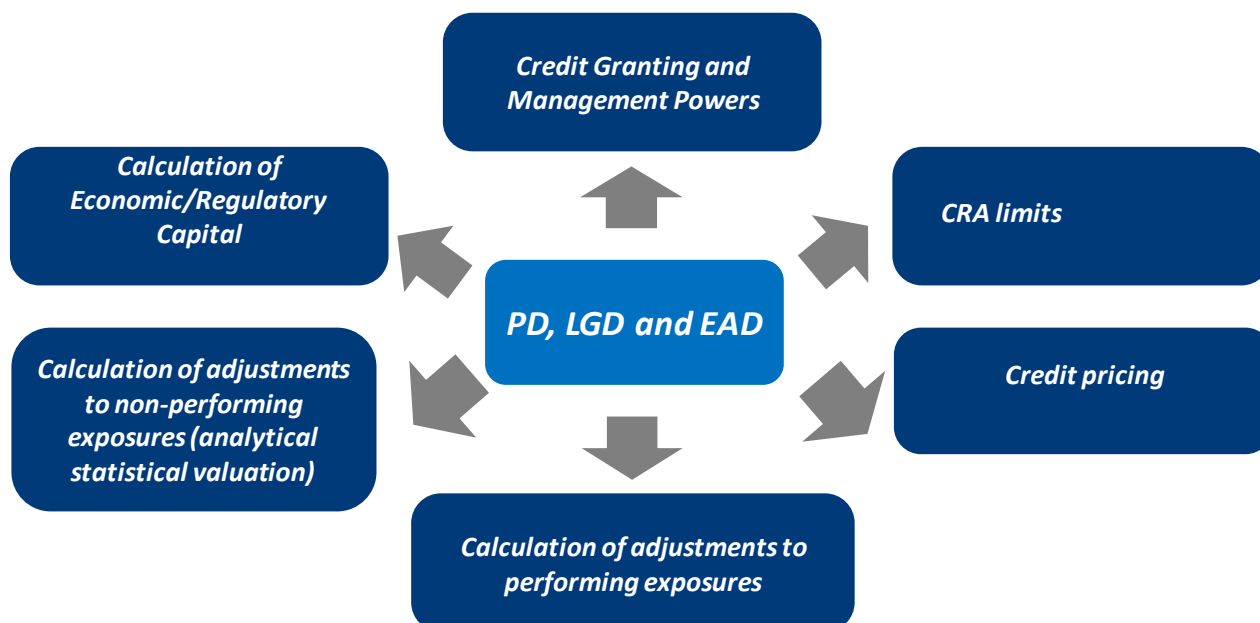 Credit Granting and
Management Powers
Calculation of
Economic/Regulatory
Capital
CRA limits
PD, LGD and EAD
Calculation of adjustments
to non-performing
exposures (analytical
statistical valuation)
Credit pricing
Calculation of adjustments to
performing exposures